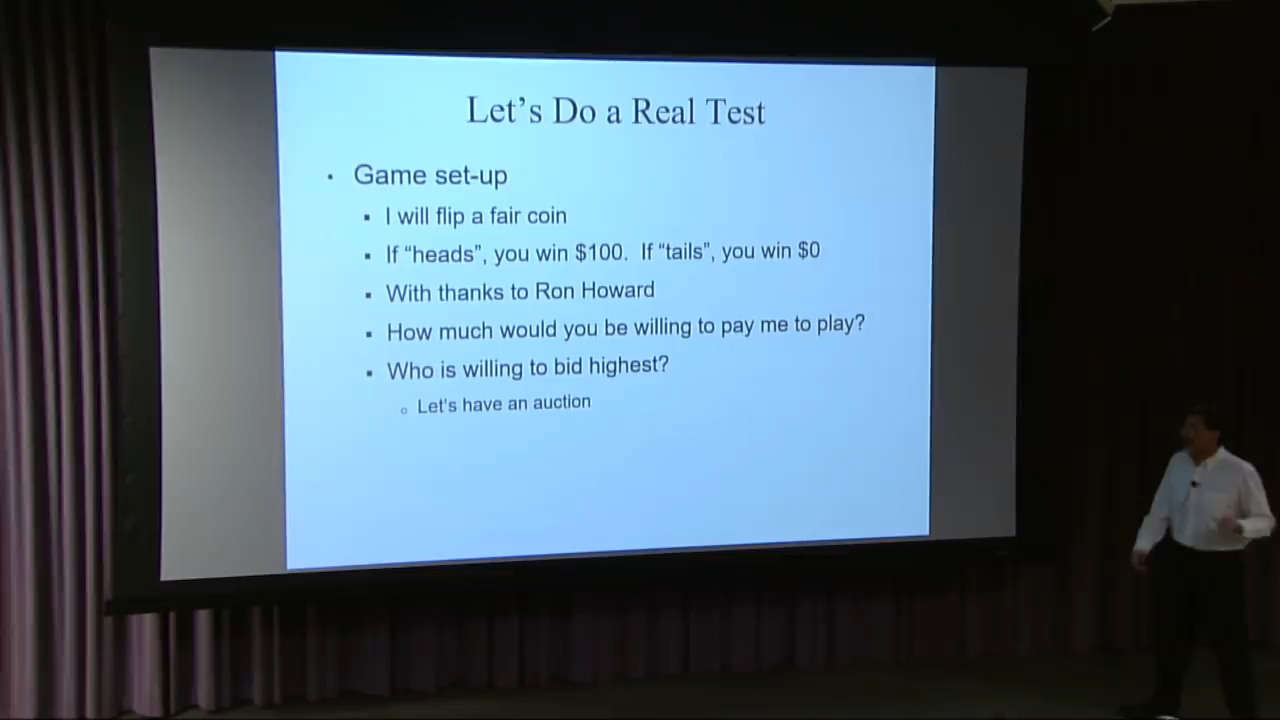 Let's Do a Real Test
• Game set-up
▪ I will flip a fair coin
▪ If “heads”, you win $100. If “tails”, you win $0
▪ With thanks to Ron Howard
▪ How much would you be willing to pay me to play?
▪ Who is willing to bid highest?
○ Let's have an auction